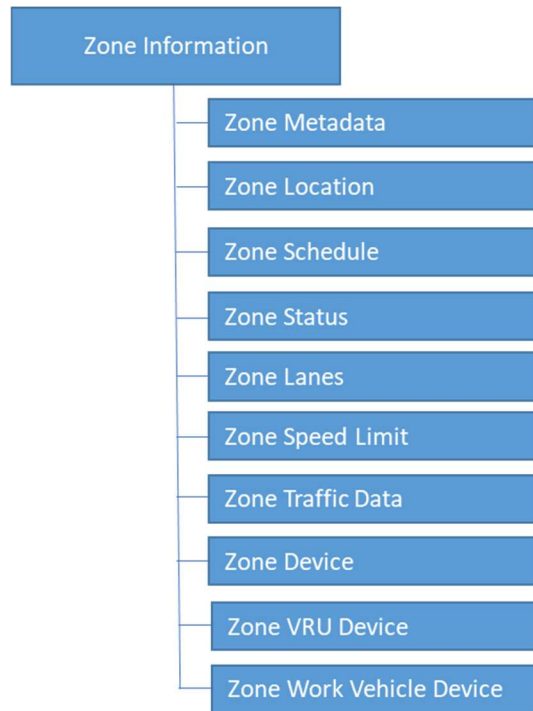 Zone Information
Zone Metadata
Zone Location
Zone Schedule
Zone Status
Zone Lanes
Zone Speed Limit
Zone Traffic Data
Zone Device
Zone VRU Device
Zone Work Vehicle Device